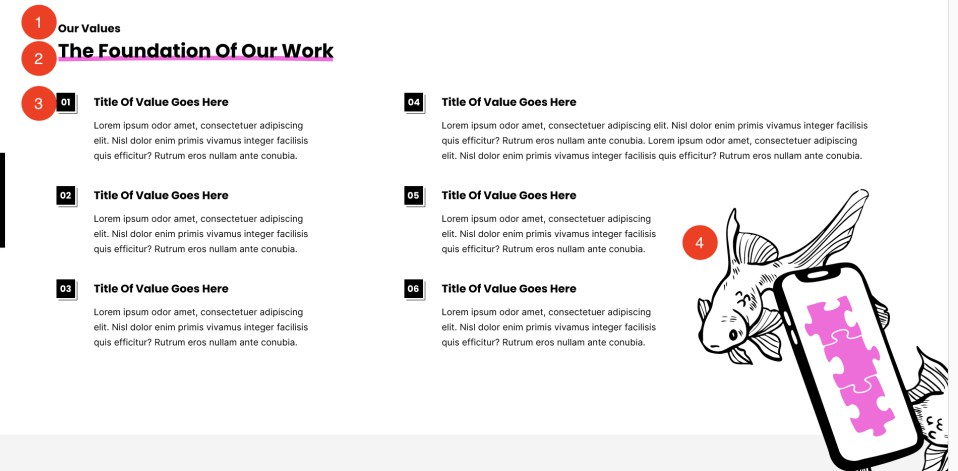 1
Our Values
2
The Foundation Of Our Work
3
01
Title Of Value Goes Here
Lorem ipsum odor amet, consectetuer adipiscing
elit. Nisl dolor enim primis vivamus integer facilisis
quis efficitur? Rutrum eros nullam ante conubia.
02
Title Of Value Goes Here
Lorem ipsum odor amet, consectetuer adipiscing
elit. Nisl dolor enim primis vivamus integer facilisis
quis efficitur? Rutrum eros nullam ante conubia.
03
Title Of Value Goes Here
Lorem ipsum odor amet, consectetuer adipiscing
elit. Nisl dolor enim primis vivamus integer facilisis
quis efficitur? Rutrum eros nullam ante conubia.
04
Title Of Value Goes Here
Lorem ipsum odor amet, consectetuer adipiscing elit. Nisl dolor enim primis vivamus integer facilisis
quis efficitur? Rutrum eros nullam ante conubia. Lorem ipsum odor amet, consectetuer adipiscing
elit. Nisl dolor enim primis vivamus integer facilisis quis efficitur? Rutrum eros nullam ante conubia.
05
Title Of Value Goes Here
Lorem ipsum odor amet, consectetuer adipiscing
elit. Nisl dolor enim primis vivamus integer facilisis
quis efficitur? Rutrum eros nullam ante conubia.
06
Title Of Value Goes Here
Lorem ipsum odor amet, consectetuer adipiscing
elit. Nisl dolor enim primis vivamus integer facilisis
quis efficitur? Rutrum eros nullam ante conubia.
4